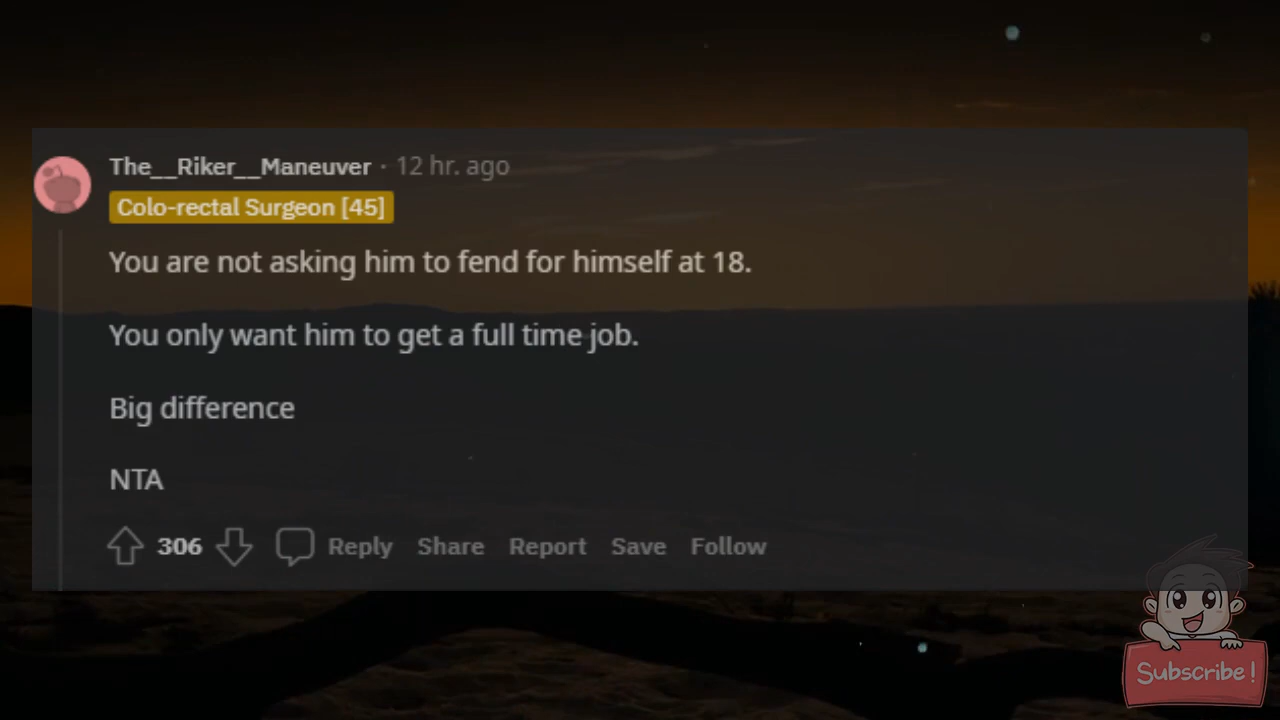 The__Riker__Maneuver · 12 hr. ago
Colo-rectal Surgeon [45]
You are not asking him to fend for himself at 18.
You only want him to get a full time job.
Big difference
NTA
306 Reply Share Report Save Follow
Subscribe!